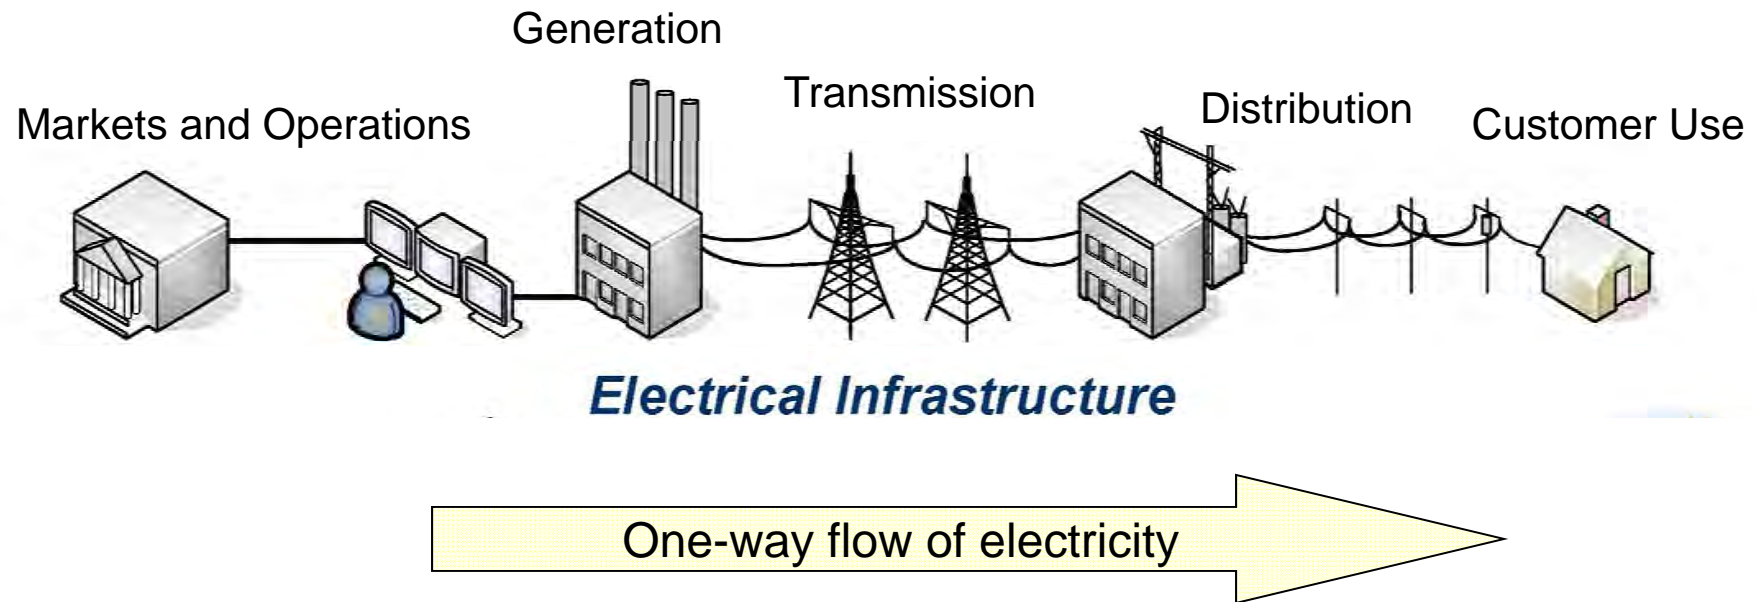 Generation
Transmission
Distribution
Markets and Operations
Customer Use
Electrical Infrastructure
One-way flow of electricity